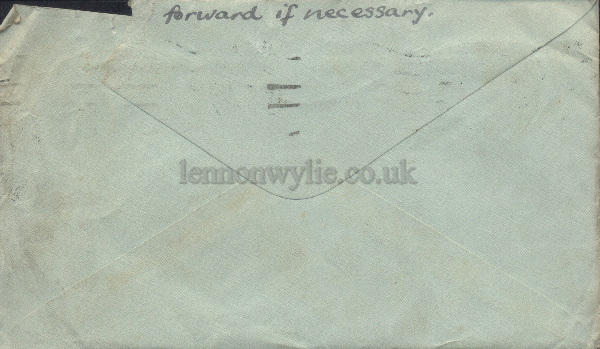 forward if necessary.
lennonwylie.co.uk